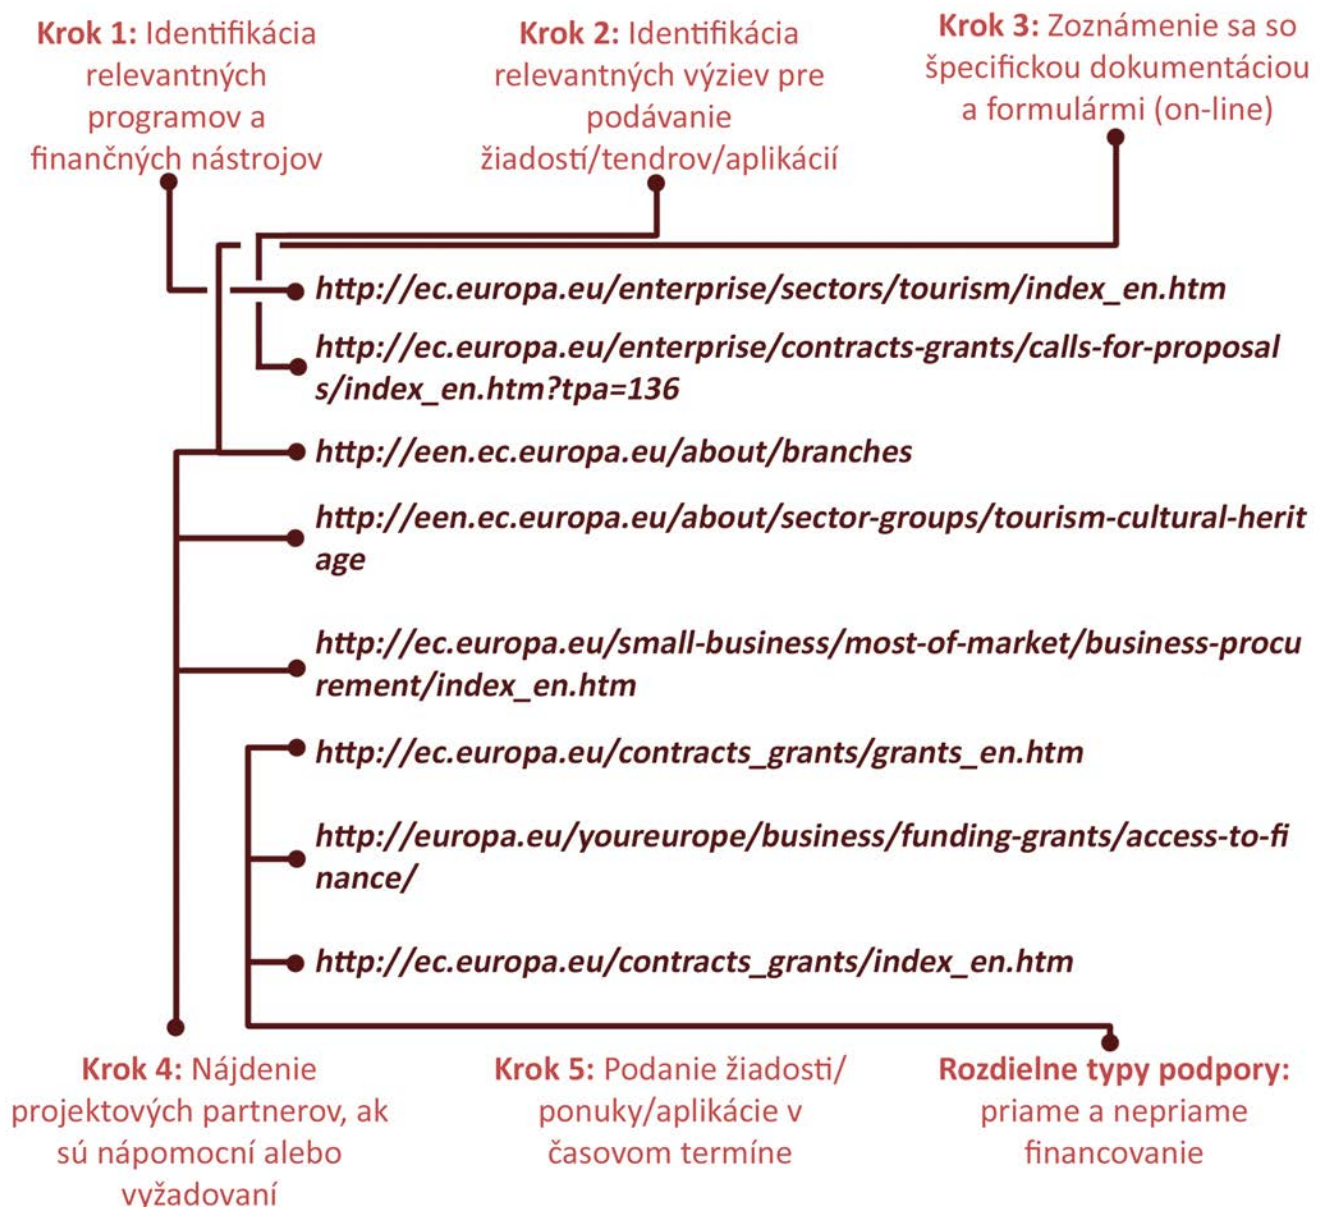 Krok 1: Identifikácia
relevantných
programov a
finančných nástrojov
Krok 2: Identifikácia
relevantných výziev pre
podávanie
žiadostí/tendrov/aplikácií
Krok 3: Zoznámenie sa so
špecifickou dokumentáciou
a formulármi (on-line)
http://ec.europa.eu/enterprise/sectors/tourism/index_en.htm
http://ec.europa.eu/enterprise/contracts-grants/calls-for-proposal
s/index_en.htm?tpa=136
http://een.ec.europa.eu/about/branches
http://een.ec.europa.eu/about/sector-groups/tourism-cultural-herit
age
http://ec.europa.eu/small-business/most-of-market/business-procu
rement/index_en.htm
http://ec.europa.eu/contracts_grants/grants_en.htm
http://europa.eu/youreurope/business/funding-grants/access-to-fi
nance/
http://ec.europa.eu/contracts_grants/index_en.htm
Krok 4: Nájdenie
projektových partnerov, ak
sú nápomocní alebo
vyžadovaní
Krok 5: Podanie žiadosti/
ponuky/aplikácie v
časovom termíne
Rozdielne typy podpory:
priame a nepriame
financovanie